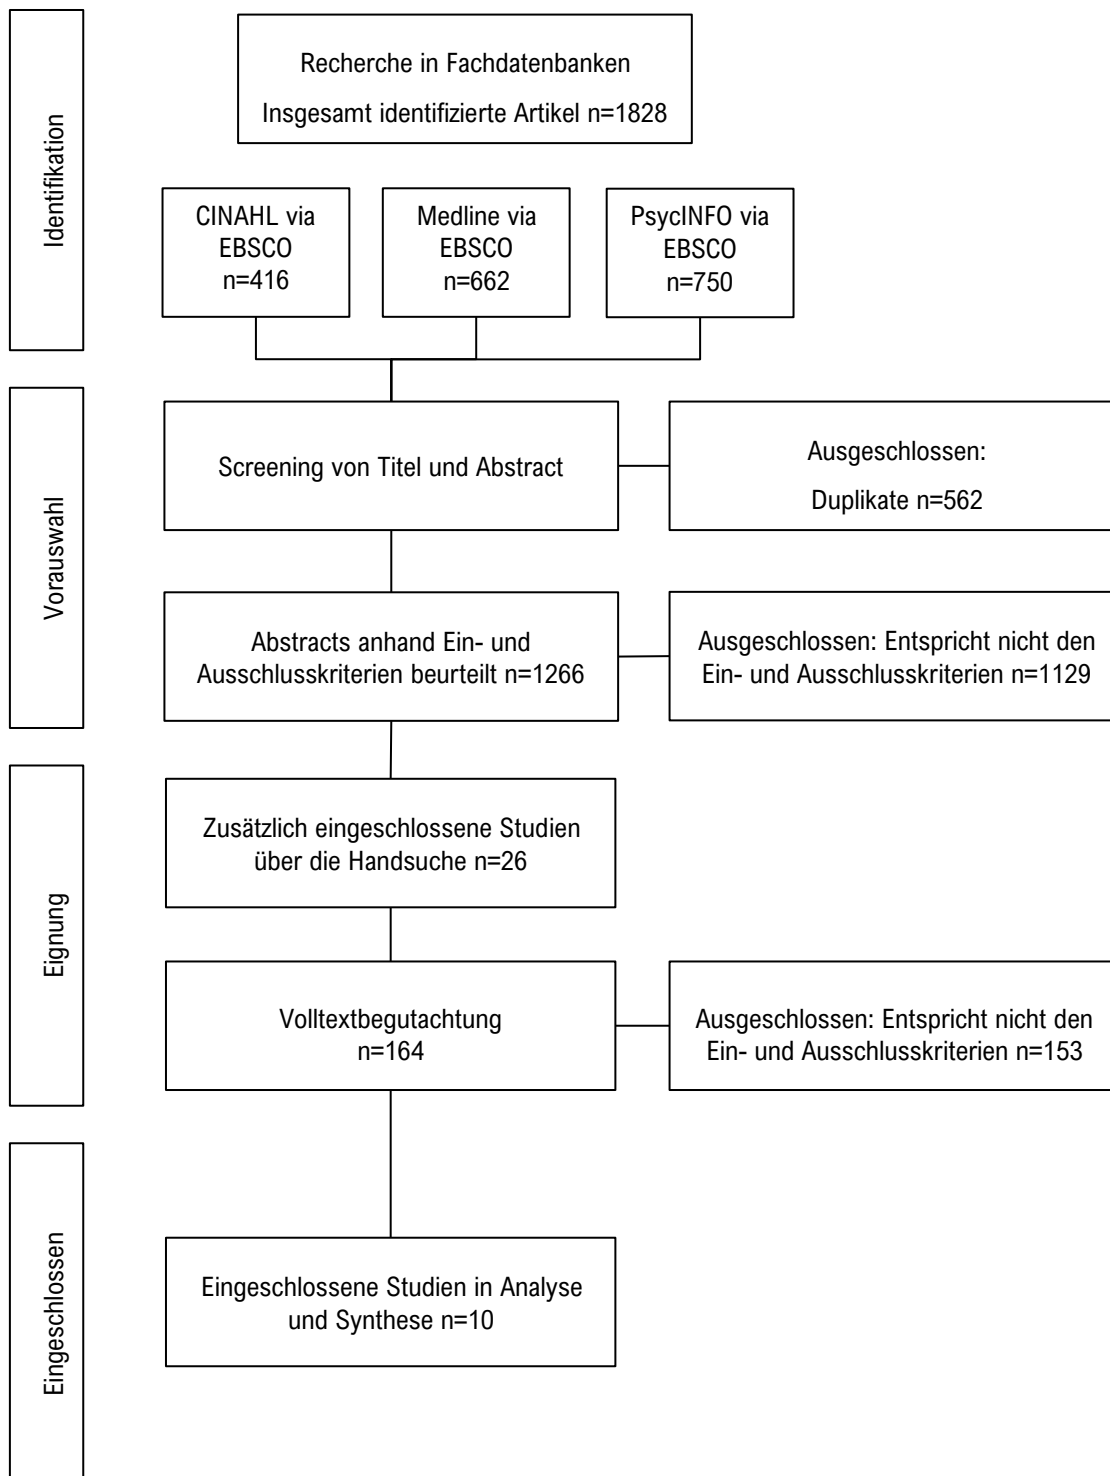 Identifikation
Recherche in Fachdatenbanken
Insgesamt identifizierte Artikel n=1828
CINAHL via
EBSCO
n=416
Medline via
EBSCO
n=662
PsycINFO via
EBSCO
n=750
Vorauswahl
Screening von Titel und Abstract
Ausgeschlossen:
Duplikate n=562
Abstracts anhand Ein- und
Ausschlusskriterien beurteilt n=1266
Ausgeschlossen: Entspricht nicht den
Ein- und Ausschlusskriterien n=1129
Eignung
Zusätzlich eingeschlossene Studien
über die Handsuche n=26
Volltextbegutachtung
n=164
Ausgeschlossen: Entspricht nicht den
Ein- und Ausschlusskriterien n=153
Eingeschlossen
Eingeschlossene Studien in Analyse
und Synthese n=10